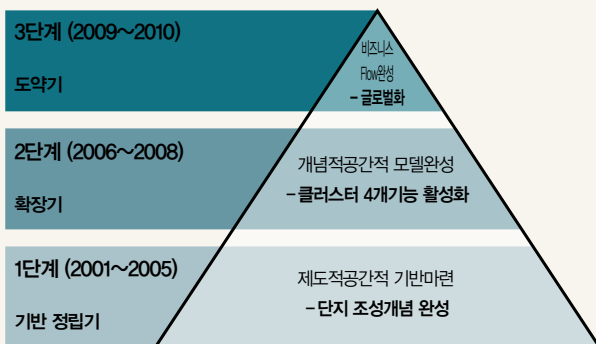 3단계 (2009~2010)
도약기
비즈니스
Flow완성
- 글로벌화
2단계 (2006~2008)
확장기
개념적공간적 모델완성
- 클러스터 4개기능 활성화
1단계 (2001~2005)
기반 정립기
제도적공간적 기반마련
- 단지 조성개념 완성